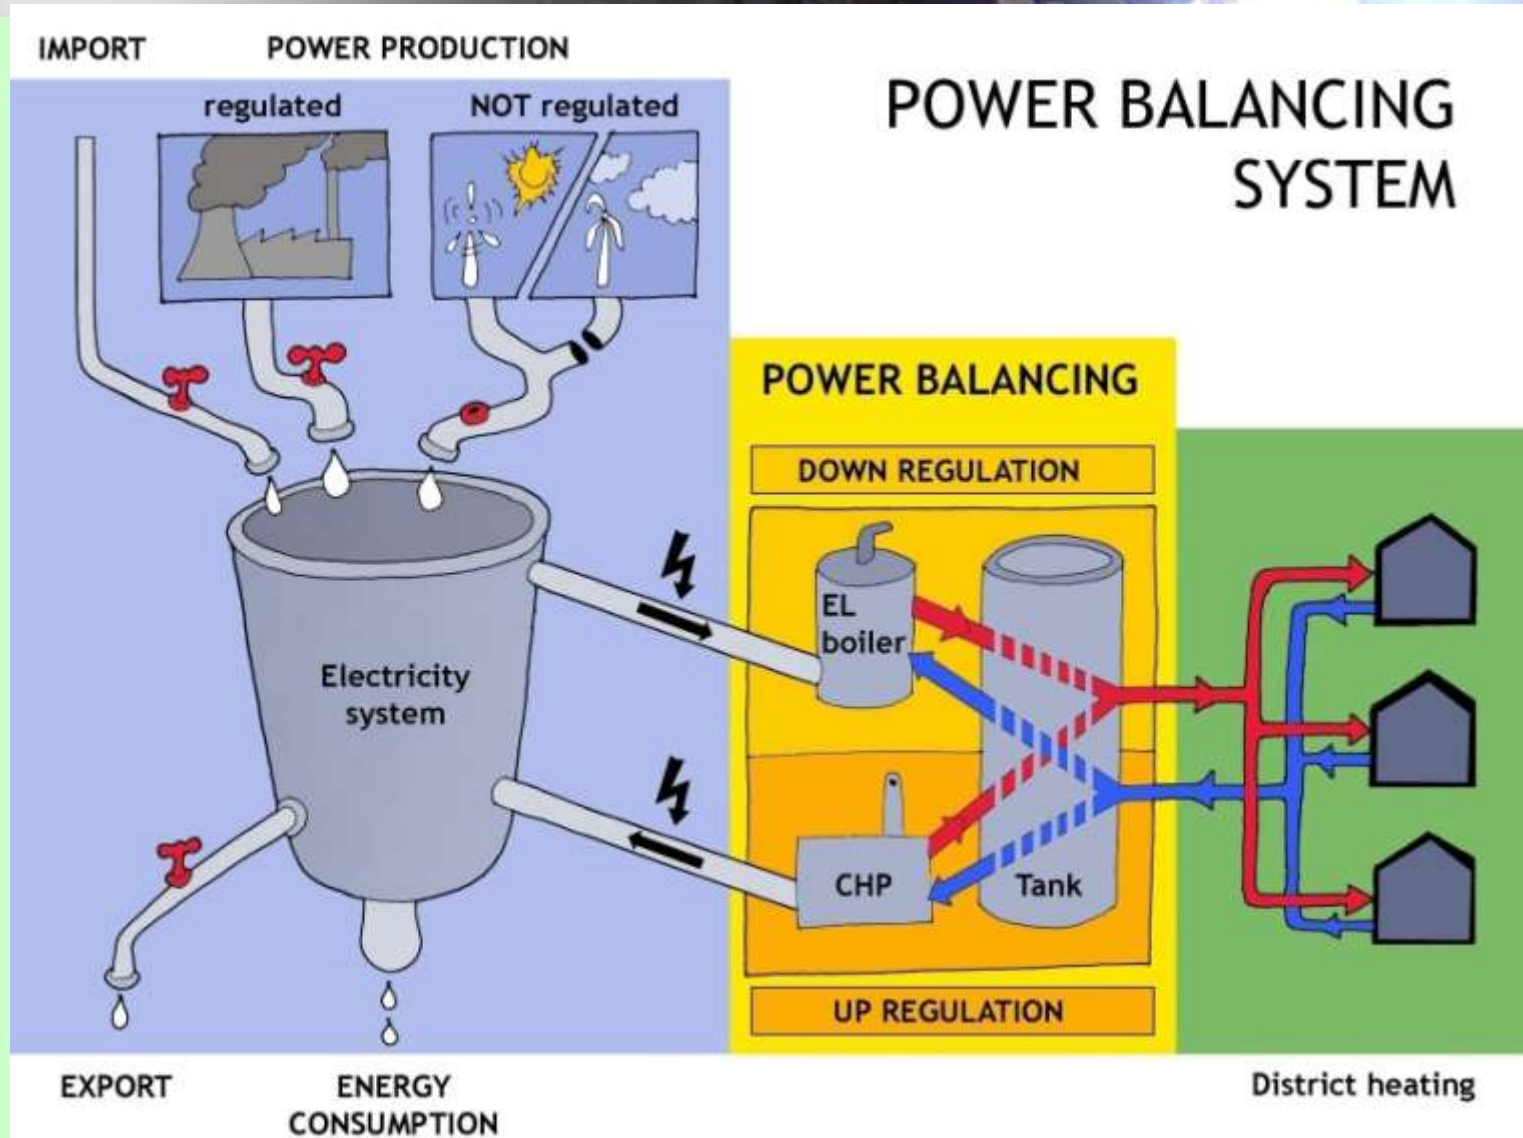 IMPORT
POWER PRODUCTION
regulated
NOT regulated
POWER BALANCING
SYSTEM
POWER BALANCING
DOWN REGULATION
EL
boiler
Electricity
system
CHP
Tank
UP REGULATION
EXPORT
ENERGY
CONSUMPTION
District heating